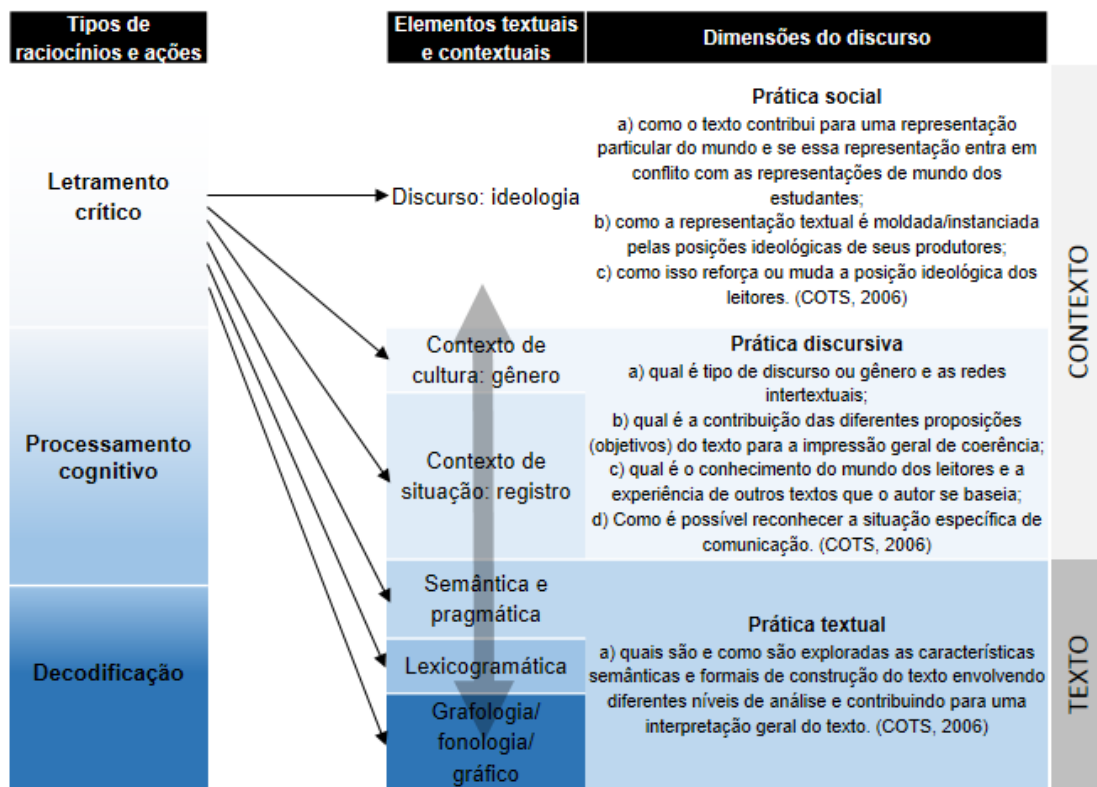 Tipos de
raciocínios e ações
Elementos textuais
e contextuais
Dimensões do discurso
Letramento
crítico
Discurso: ideologia
Prática social
a) como o texto contribui para uma representação
particular do mundo e se essa representação entra em
conflito com as representações de mundo dos
estudantes;
b) como a representação textual é moldada/instanciada
pelas posições ideológicas de seus produtores;
c) como isso reforça ou muda a posição ideológica dos
leitores. (COTS, 2006)
Processamento
cognitivo
Contexto de
cultura: gênero
Contexto de
situação: registro
Prática discursiva
a) qual é tipo de discurso ou gênero e as redes
intertextuais;
b) qual é a contribuição das diferentes proposições
(objetivos) do texto para a impressão geral de coerência;
c) qual é o conhecimento do mundo dos leitores e a
experiência de outros textos que o autor se baseia;
d) Como é possível reconhecer a situação específica de
comunicação. (COTS, 2006)
CONTEXTO
Decodificação
Semântica e
pragmática
Lexicogramática
Grafologia/
fonologia/
gráfico
Prática textual
a) quais são e como são exploradas as características
semânticas e formais de construção do texto envolvendo
diferentes níveis de análise e contribuindo para uma
interpretação geral do texto. (COTS, 2006)
TEXTO